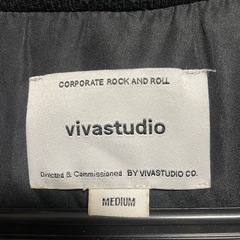 CORPORATE ROCK AND ROLL
vivastudio
Directed & Commissioned BY VIVASTUDIO CO.
MEDIUM